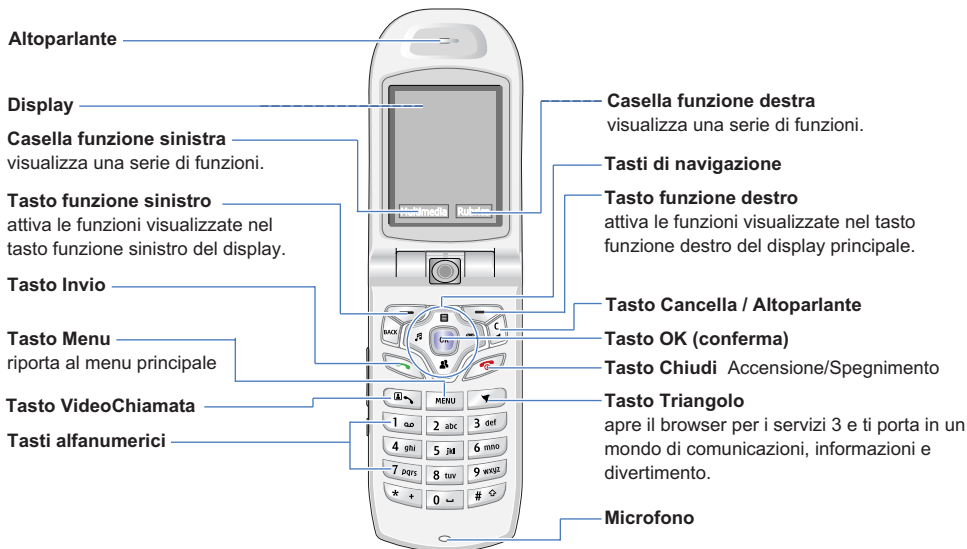 Altoparlante
Display
Casella funzione sinistra
visualizza una serie di funzioni.
Tasto funzione sinistro
attiva le funzioni visualizzate nel
tasto funzione sinistro del display.
Tasto Invio
Tasto Menu
riporta al menu principale
Tasto VideoChiamata
Tasti alfanumerici
Multimedia
BACK
OK
C
MENU
1
2 abc
3 def
4 ghi
5 jkl
6 mno
7 pqrs
8 tuv
9 wxyz
* +
0
#
Casella funzione destra
visualizza una serie di funzioni.
Tasti di navigazione
Tasto funzione destro
attiva le funzioni visualizzate nel tasto
funzione destro del display principale.
Tasto Cancella / Altoparlante
Tasto OK (conferma)
Tasto Chiudi Accensione/Spegnimento
Tasto Triangolo
apre il browser per i servizi 3 e ti porta in un
mondo di comunicazioni, informazioni e
divertimento.
Microfono